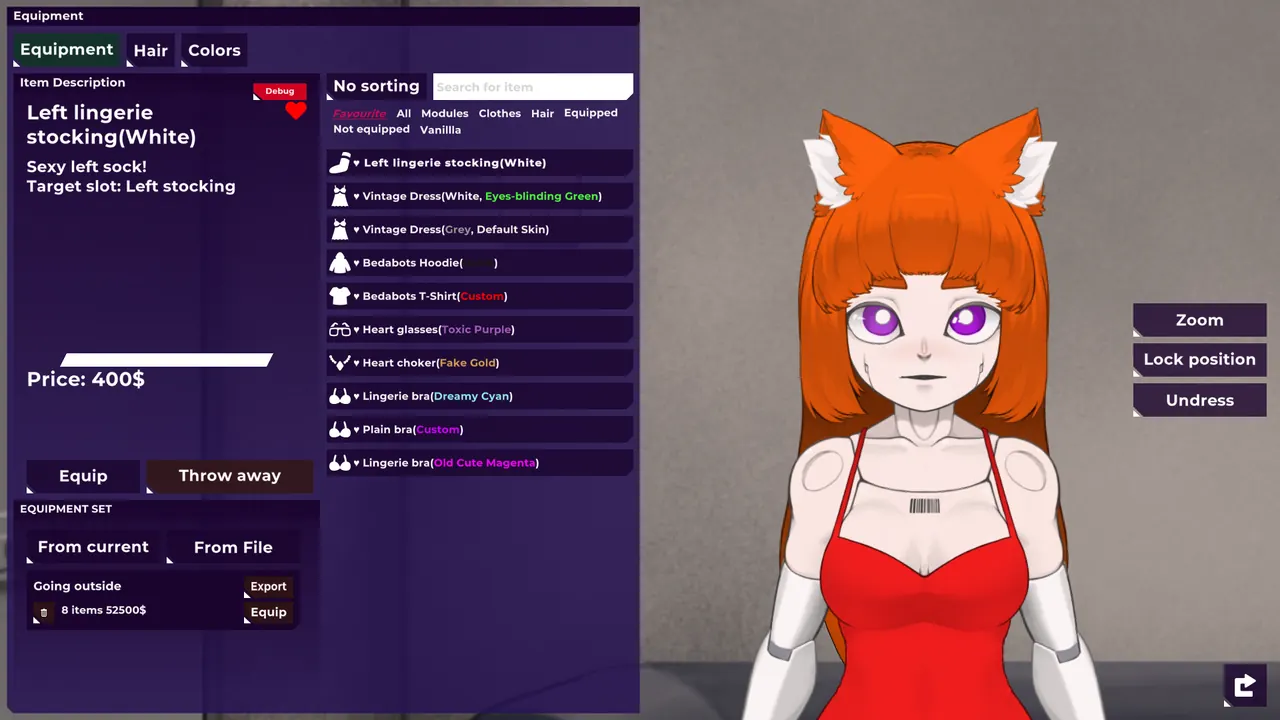 Equipment
Equipment
Hair
Colors
Item Description
Debug
Left lingerie
stocking(White)
Sexy left sock!
Target slot: Left stocking
Price: 400$
Equip
Throw away
EQUIPMENT SET
From current
From File
Going outside
Export
8 items 52500$
Equip
No sorting
Search for item
Favourite All Modules Clothes Hair Equipped
Not equipped Vanillla
♥ Left lingerie stocking(White)
♥ Vintage Dress(White, Eyes-blinding Green)
♥ Vintage Dress(Grey, Default Skin)
♥ Bedabots Hoodie( )
♥ Bedabots T-Shirt(Custom)
♥ Heart glasses(Toxic Purple)
♥ Heart choker(Fake Gold)
♥ Lingerie bra(Dreamy Cyan)
♥ Plain bra(Custom)
♥ Lingerie bra(Old Cute Magenta)
Zoom
Lock position
Undress